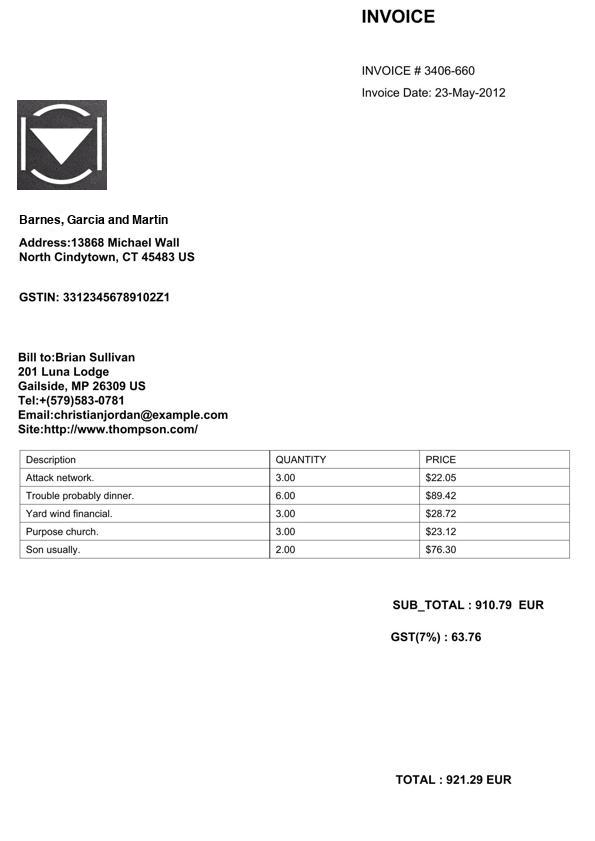 INVOICE
INVOICE # 3406-660
Invoice Date: 23-May-2012
Barnes, Garcia and Martin
Address:13868 Michael Wall
North Cindytown, CT 45483 US
GSTIN: 33123456789102Z1
Bill to:Brian Sullivan
201 Luna Lodge
Gailside, MP 26309 US
Tel:+(579)583-0781
Email:christianjordan@example.com
Site:http://www.thompson.com/
Description QUANTITY PRICE
Attack network. 3.00 $22.05
Trouble probably dinner. 6.00 $89.42
Yard wind financial. 3.00 $28.72
Purpose church. 3.00 $23.12
Son usually. 2.00 $76.30
SUB_TOTAL : 910.79 EUR
GST(7%) : 63.76
TOTAL : 921.29 EUR